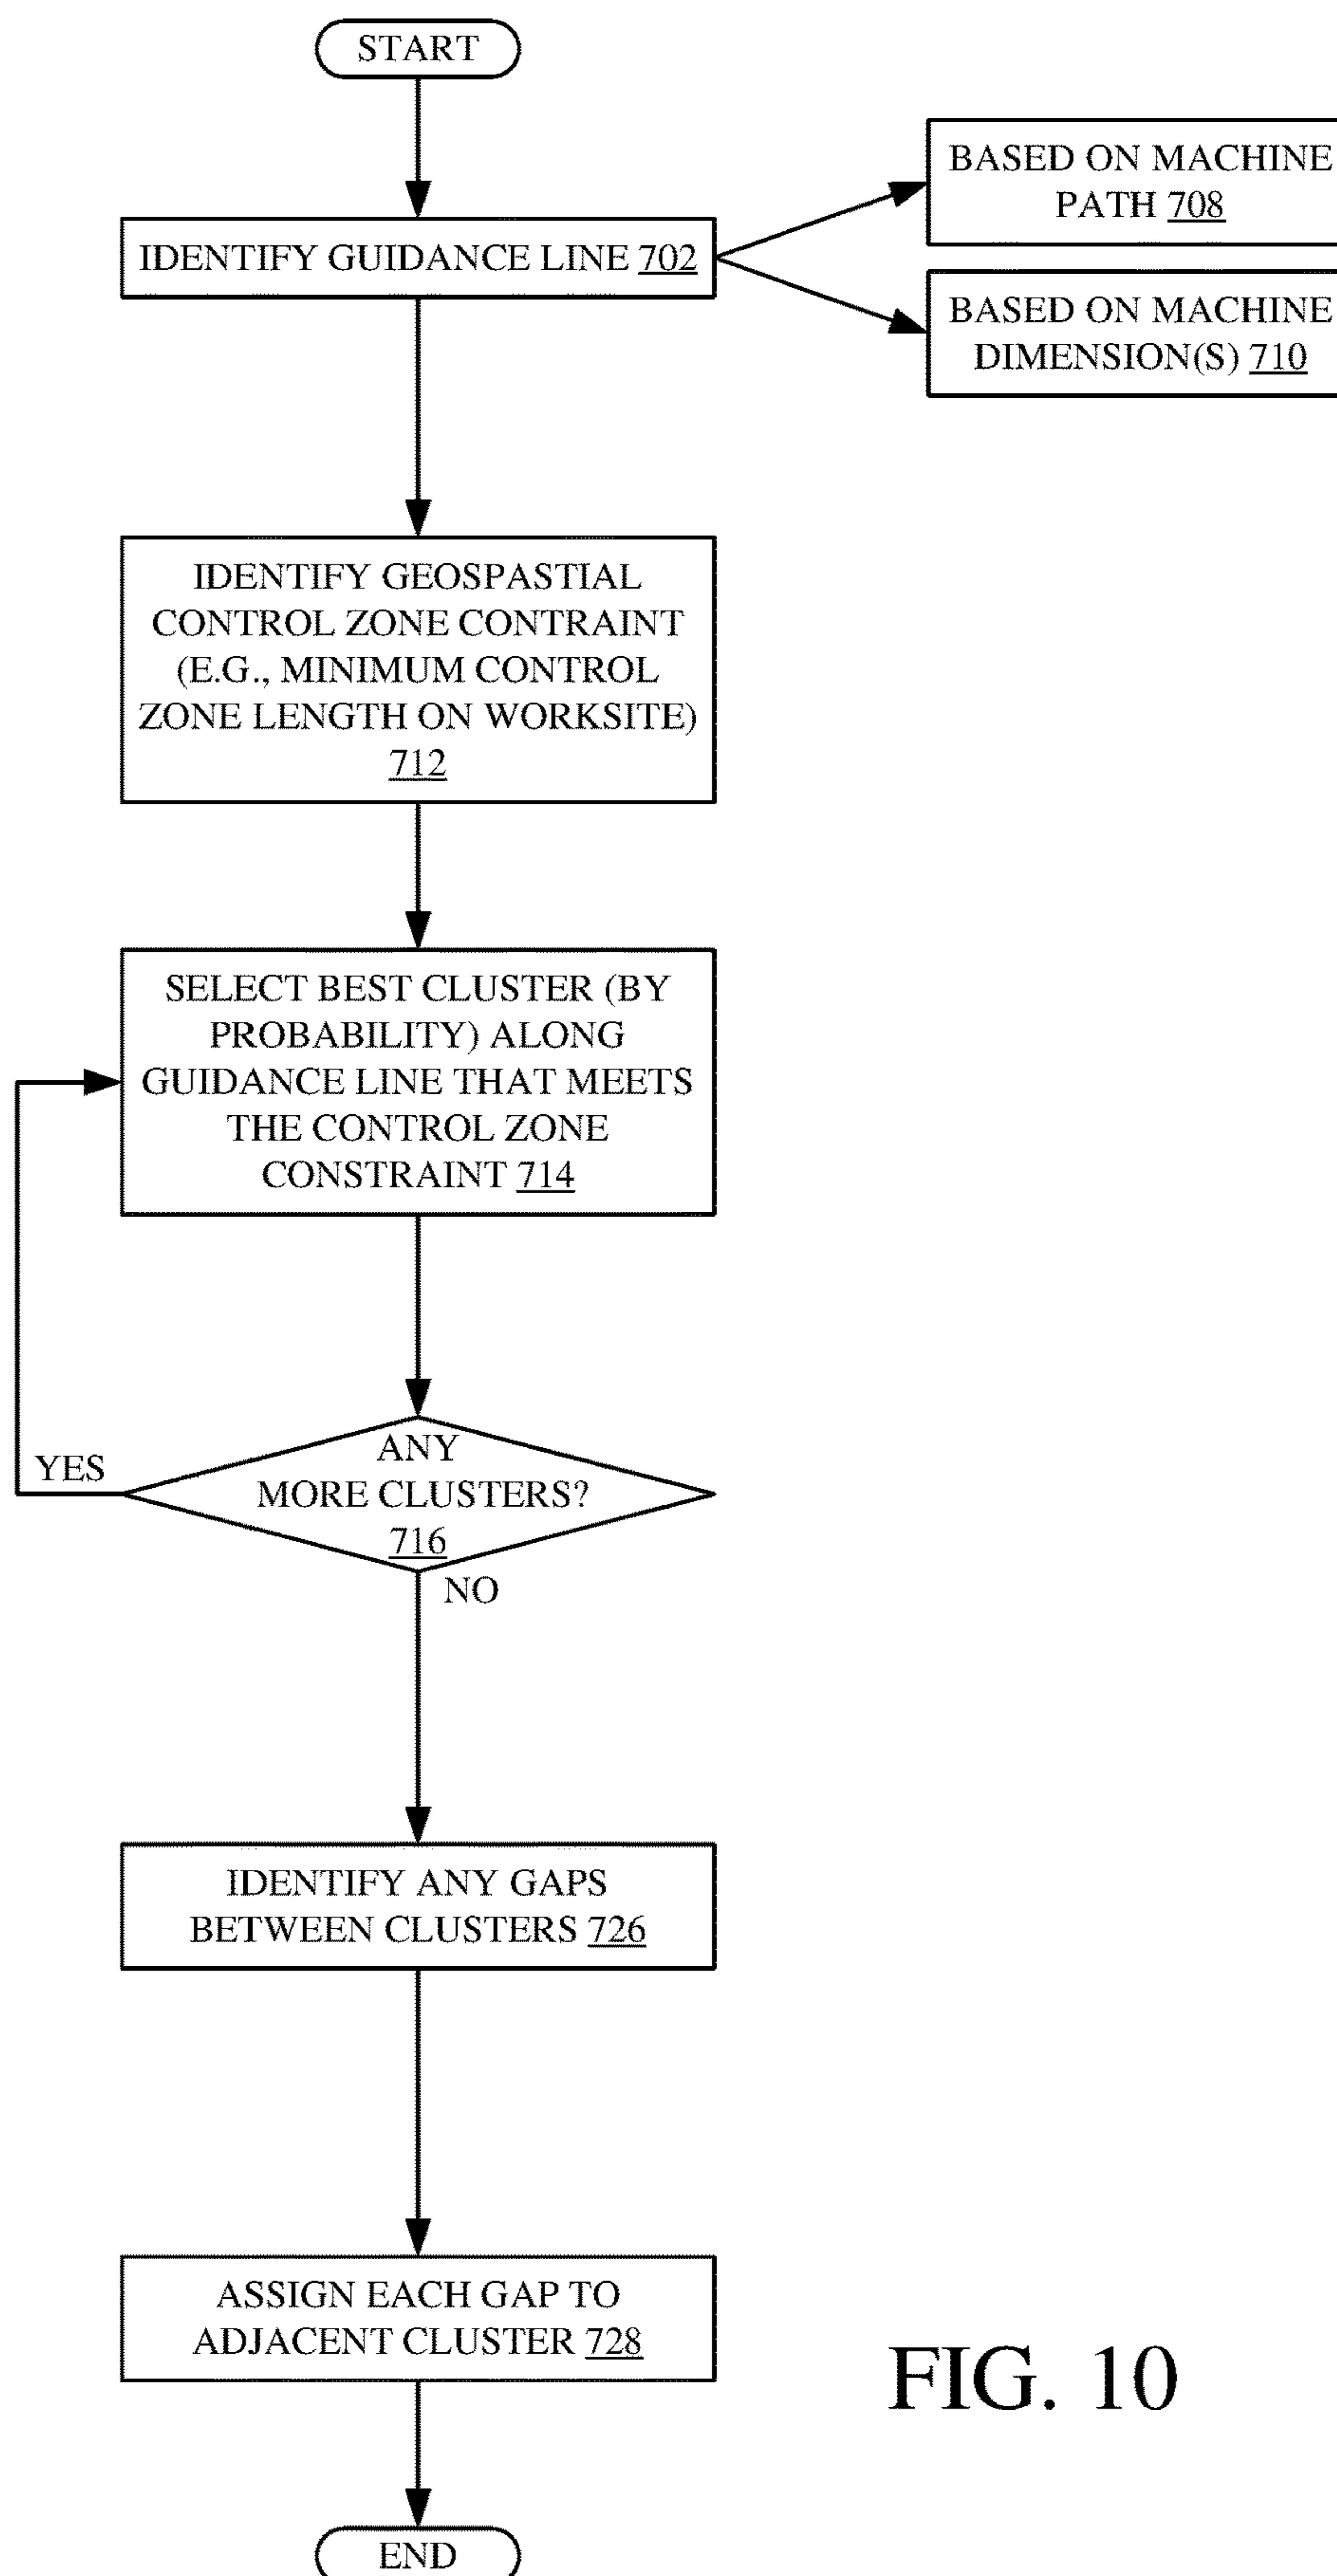 START
IDENTIFY GUIDANCE LINE 702
BASED ON MACHINE
PATH 708
BASED ON MACHINE
DIMENSION(S) 710
IDENTIFY GEOSPASTIAL
CONTROL ZONE CONTRAINT
(E.G., MINIMUM CONTROL
ZONE LENGTH ON WORKSITE)
712
SELECT BEST CLUSTER (BY
PROBABILITY) ALONG
GUIDANCE LINE THAT MEETS
THE CONTROL ZONE
CONSTRAINT 714
ANY
MORE CLUSTERS?
716
YES
NO
IDENTIFY ANY GAPS
BETWEEN CLUSTERS 726
ASSIGN EACH GAP TO
ADJACENT CLUSTER 728
END
FIG. 10